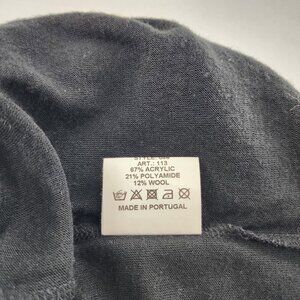 ART.: 113
67% ACRYLIC
21% POLYAMIDE
12% WOOL
MADE IN PORTUGAL